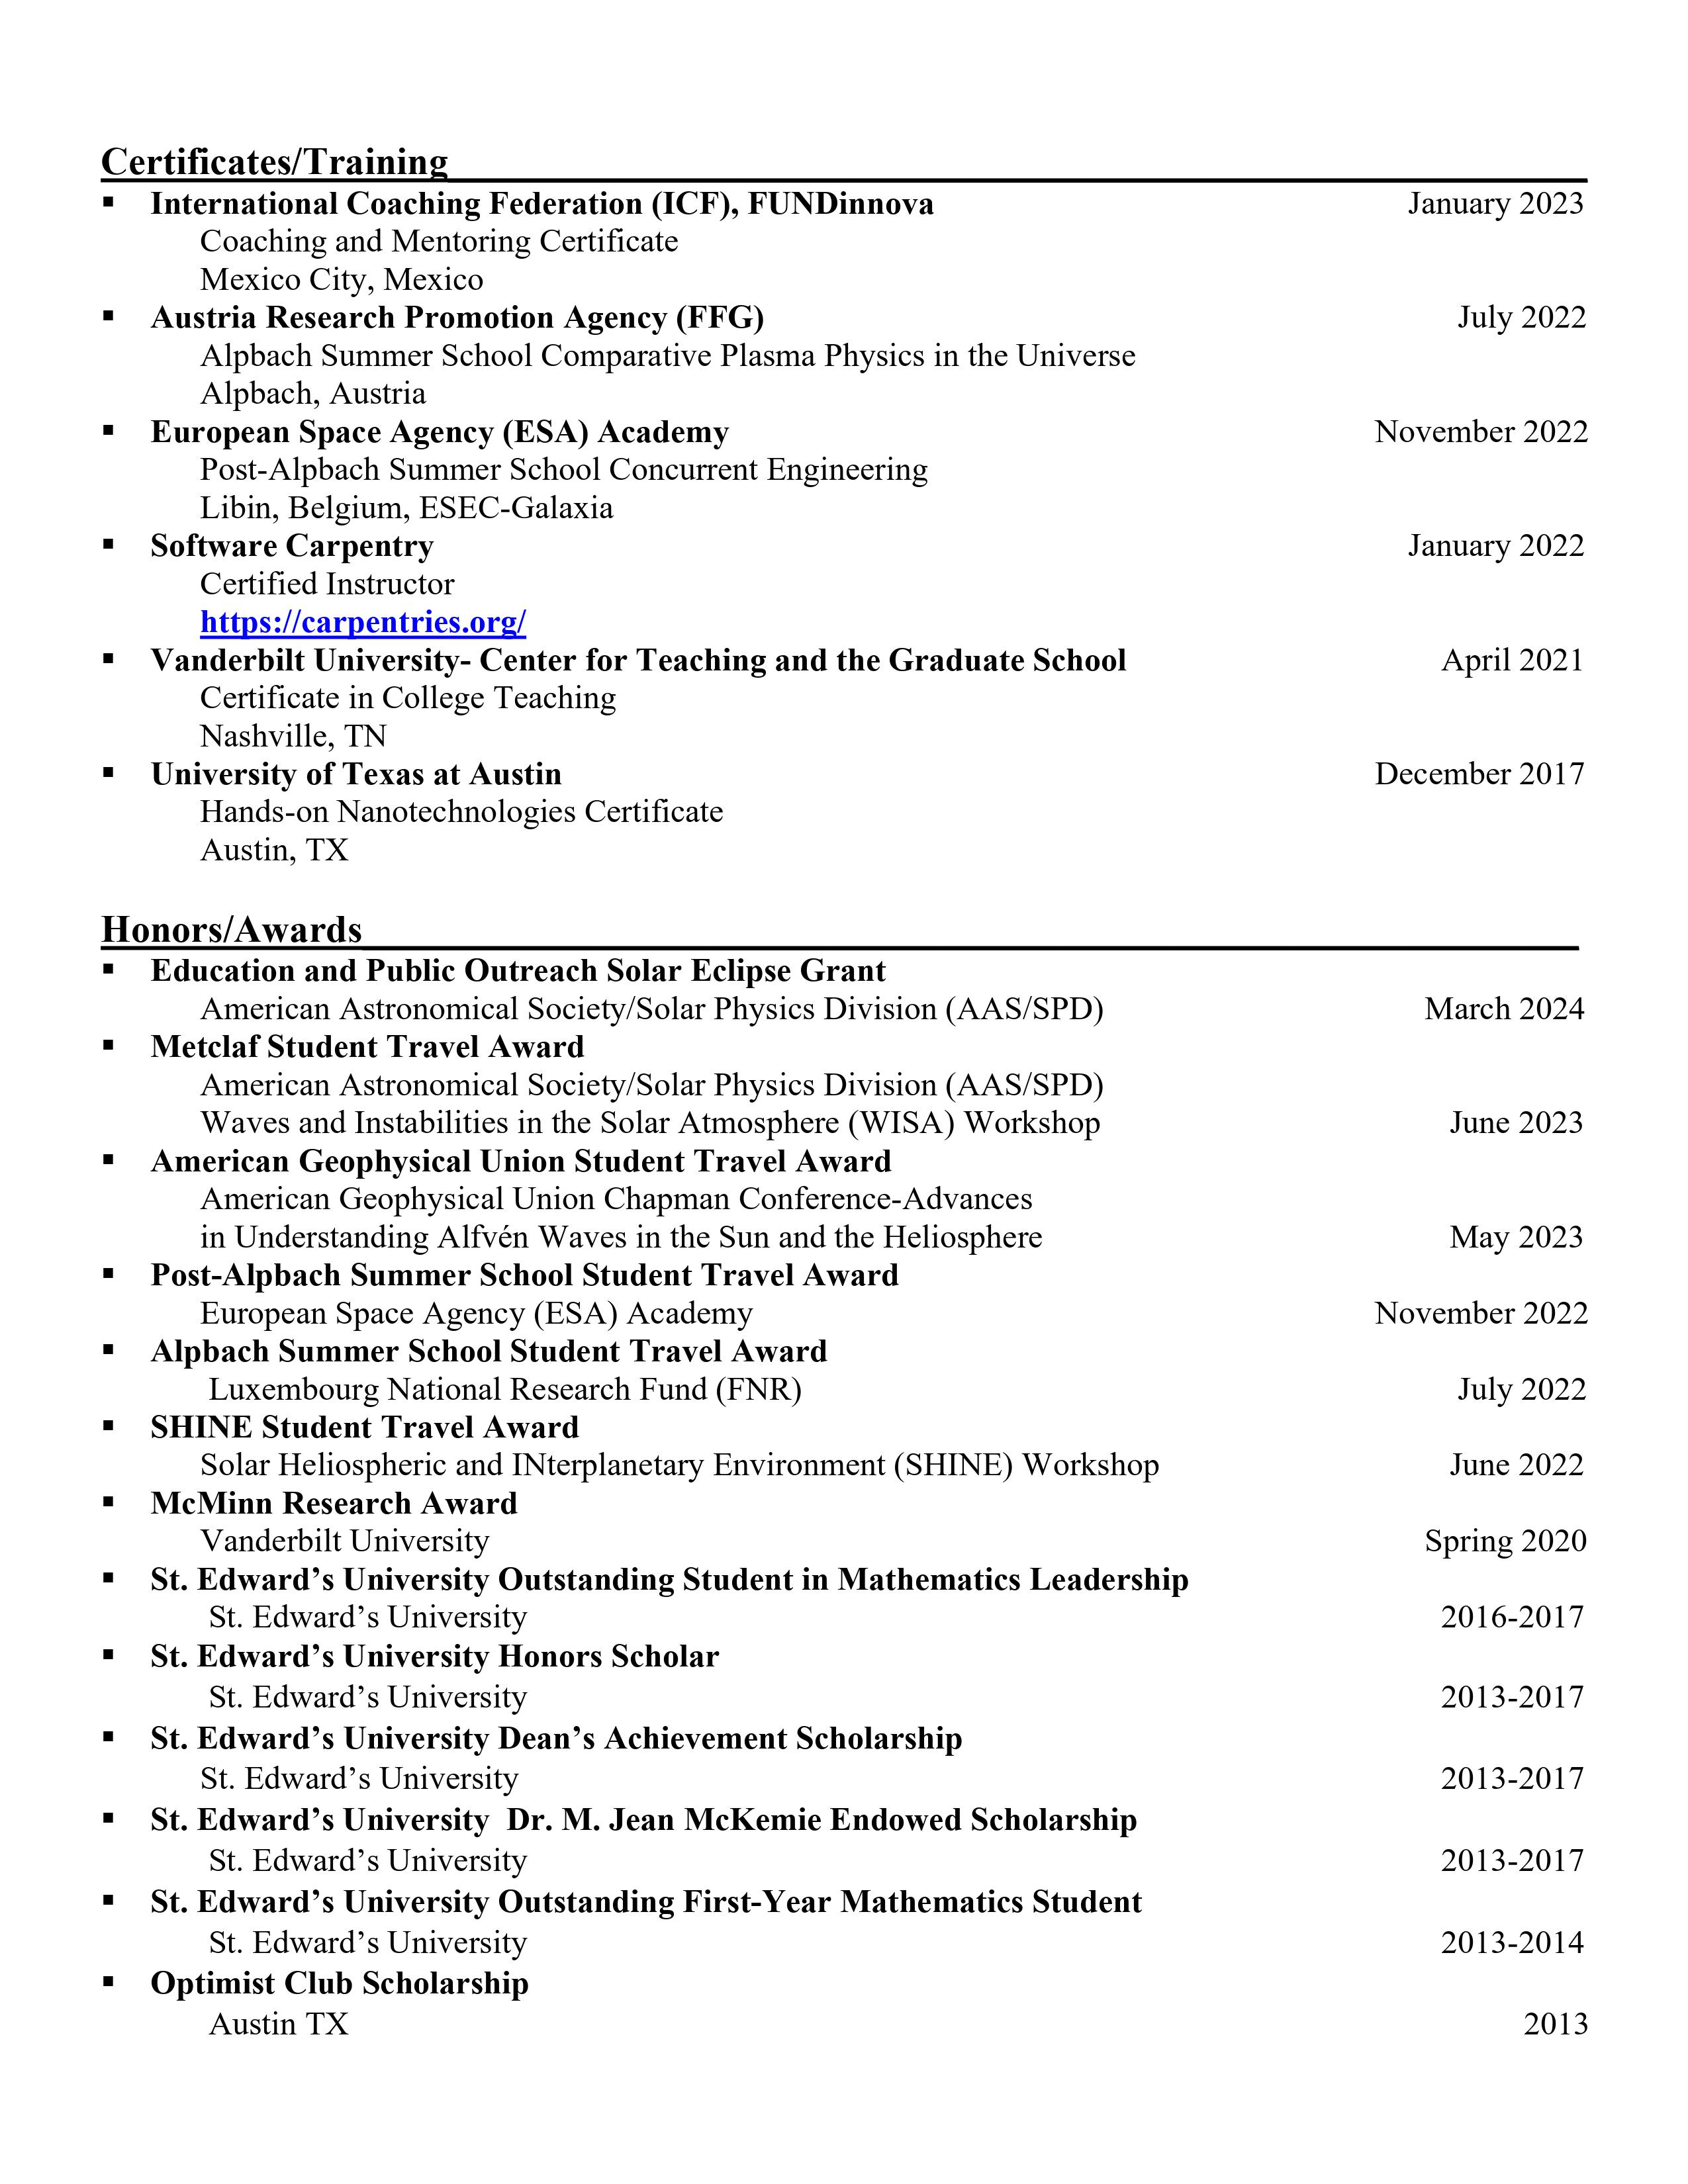 Certificates/Training
▪ International Coaching Federation (ICF), FUNDinnova January 2023
Coaching and Mentoring Certificate
Mexico City, Mexico
▪ Austria Research Promotion Agency (FFG) July 2022
Alpbach Summer School Comparative Plasma Physics in the Universe
Alpbach, Austria
▪ European Space Agency (ESA) Academy November 2022
Post-Alpbach Summer School Concurrent Engineering
Libin, Belgium, ESEC-Galaxia
▪ Software Carpentry January 2022
Certified Instructor
https://carpentries.org/
▪ Vanderbilt University- Center for Teaching and the Graduate School April 2021
Certificate in College Teaching
Nashville, TN
▪ University of Texas at Austin December 2017
Hands-on Nanotechnologies Certificate
Austin, TX
Honors/Awards
▪ Education and Public Outreach Solar Eclipse Grant
American Astronomical Society/Solar Physics Division (AAS/SPD) March 2024
▪ Metclaf Student Travel Award
American Astronomical Society/Solar Physics Division (AAS/SPD)
Waves and Instabilities in the Solar Atmosphere (WISA) Workshop June 2023
▪ American Geophysical Union Student Travel Award
American Geophysical Union Chapman Conference-Advances
in Understanding Alfvén Waves in the Sun and the Heliosphere May 2023
▪ Post-Alpbach Summer School Student Travel Award
European Space Agency (ESA) Academy November 2022
▪ Alpbach Summer School Student Travel Award
Luxembourg National Research Fund (FNR) July 2022
▪ SHINE Student Travel Award
Solar Heliospheric and INterplanetary Environment (SHINE) Workshop June 2022
▪ McMinn Research Award
Vanderbilt University Spring 2020
▪ St. Edward’s University Outstanding Student in Mathematics Leadership
St. Edward’s University 2016-2017
▪ St. Edward’s University Honors Scholar
St. Edward’s University 2013-2017
▪ St. Edward’s University Dean’s Achievement Scholarship
St. Edward’s University 2013-2017
▪ St. Edward’s University  Dr. M. Jean McKemie Endowed Scholarship
St. Edward’s University 2013-2017
▪ St. Edward’s University Outstanding First-Year Mathematics Student
St. Edward’s University 2013-2014
▪ Optimist Club Scholarship
Austin TX 2013